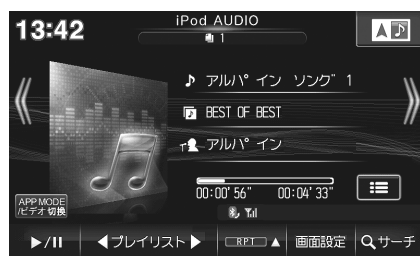 13:42
iPod AUDIO
1
アルパイン ソング 1
BEST OF BEST
アルパイン
00:00'56" 00:04'33"
APP MODE
/ビデオ切換
プレイリスト
RPT
画面設定
サーチ